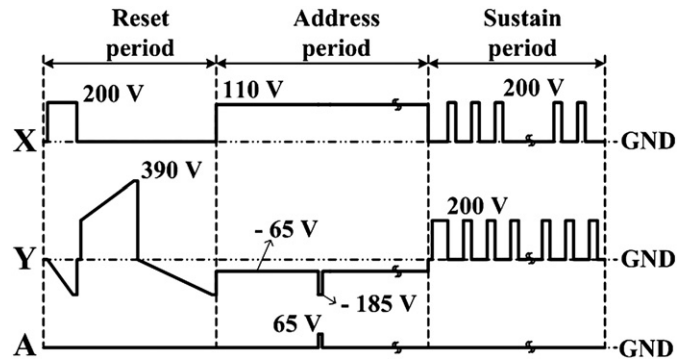 Reset period
Address period
Sustain period
200 V
110 V
200 V
X
GND
390 V
200 V
- 65 V
Y
GND
- 185 V
65 V
A
GND